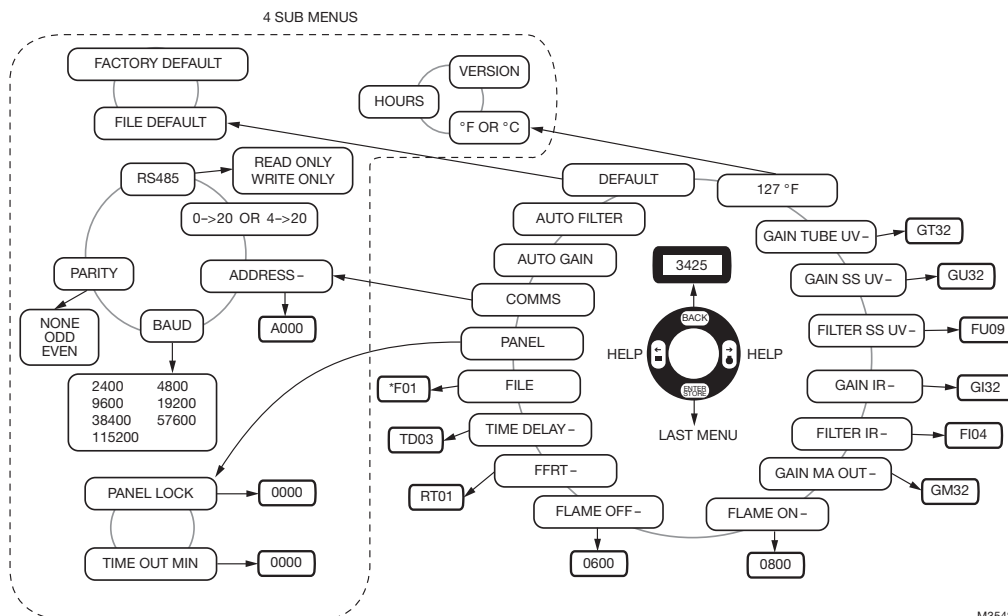 4 SUB MENUS
FACTORY DEFAULT
FILE DEFAULT
VERSION
HOURS
°F OR °C
RS485
READ ONLY
WRITE ONLY
0->20 OR 4->20
PARITY
ADDRESS-
NONE
ODD
EVEN
BAUD
A000
2400 4800
9600 19200
38400 57600
115200
PANEL LOCK
0000
TIME OUT MIN
0000
DEFAULT
127 °F
AUTO FILTER
GAIN TUBE UV-
GT32
AUTO GAIN
GAIN SS UV-
GU32
COMMS
FILTER SS UV-
FU09
PANEL
GAIN IR-
GI32
*F01
FILE
FILTER IR-
FI04
TD03
TIME DELAY-
GAIN MA OUT-
GM32
RT01
FFRT-
FLAME OFF-
FLAME ON-
0600
0800
3425
BACK
HELP
HELP
ENTER
STORE
LAST MENU